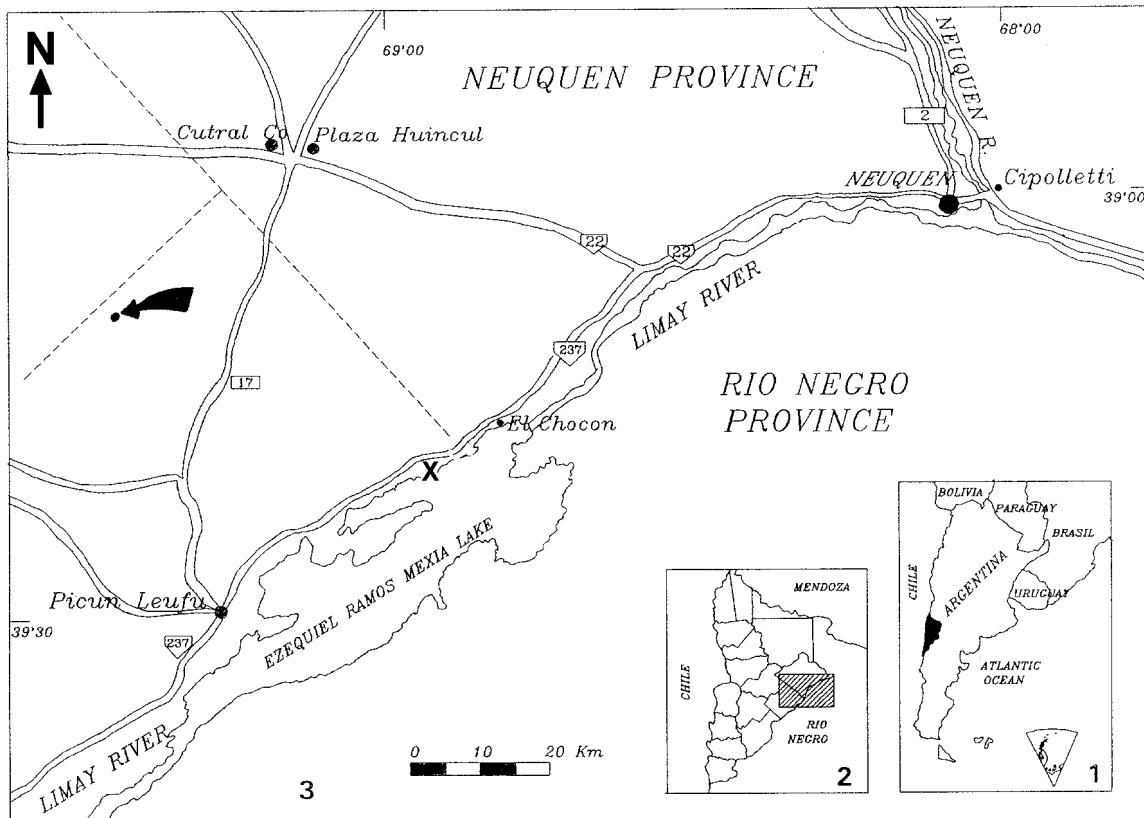 69°00
68°00
N
NEUQUEN PROVINCE
NEUQUEN R.
2
Cutral Co
Plaza Huincul
NEUQUEN
Cipolletti
39°00
22
22
LIMAY RIVER
237
17
RIO NEGRO
PROVINCE
El Chocon
X
EZEQUIEL RAMOS MEXIA LAKE
Picun Leufu
39°30
237
LIMAY RIVER
0 10 20 Km
3
MENDOZA
CHILE
RIO
NEGRO
2
BOLIVIA
PARAGUAY
BRASIL
CHILE
ARGENTINA
URUGUAY
ATLANTIC
OCEAN
1